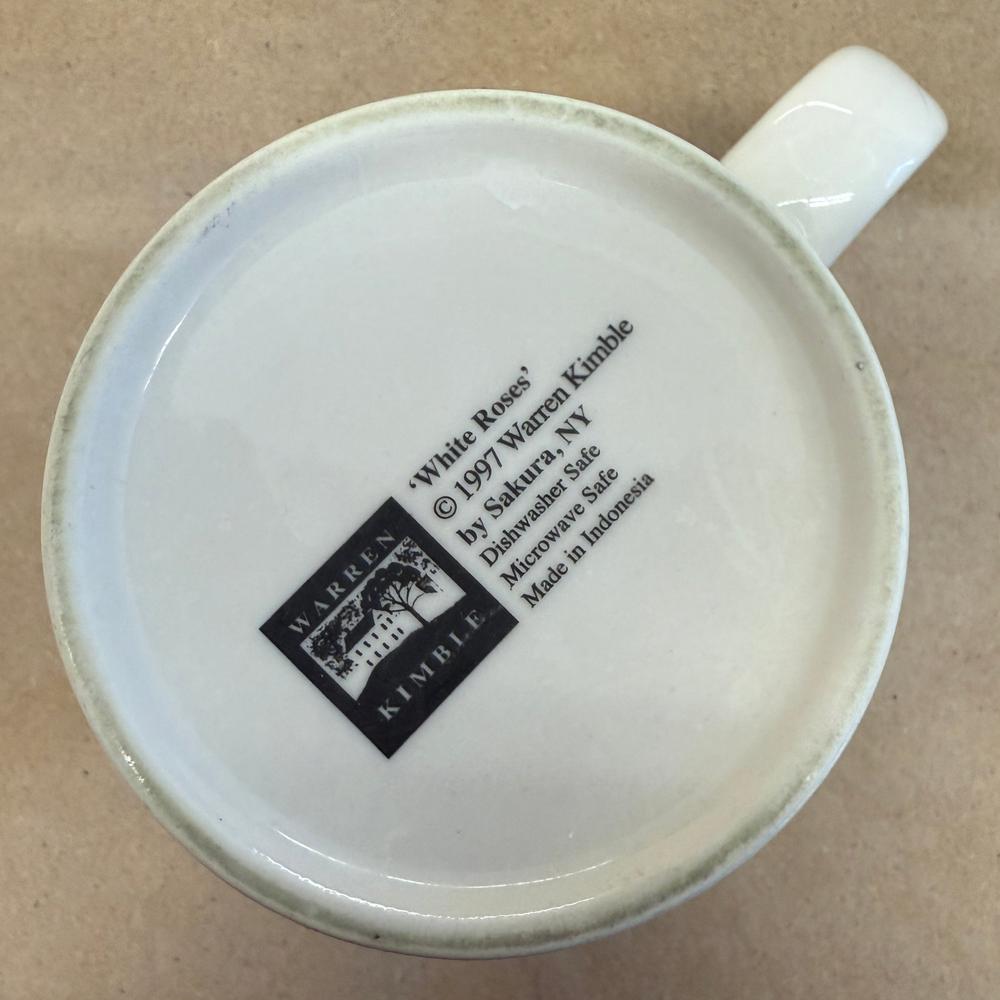 WARREN
KIMBLE
'White Roses'
© 1997 Warren Kimble
by Sakura, NY
Dishwasher Safe
Microwave Safe
Made in Indonesia